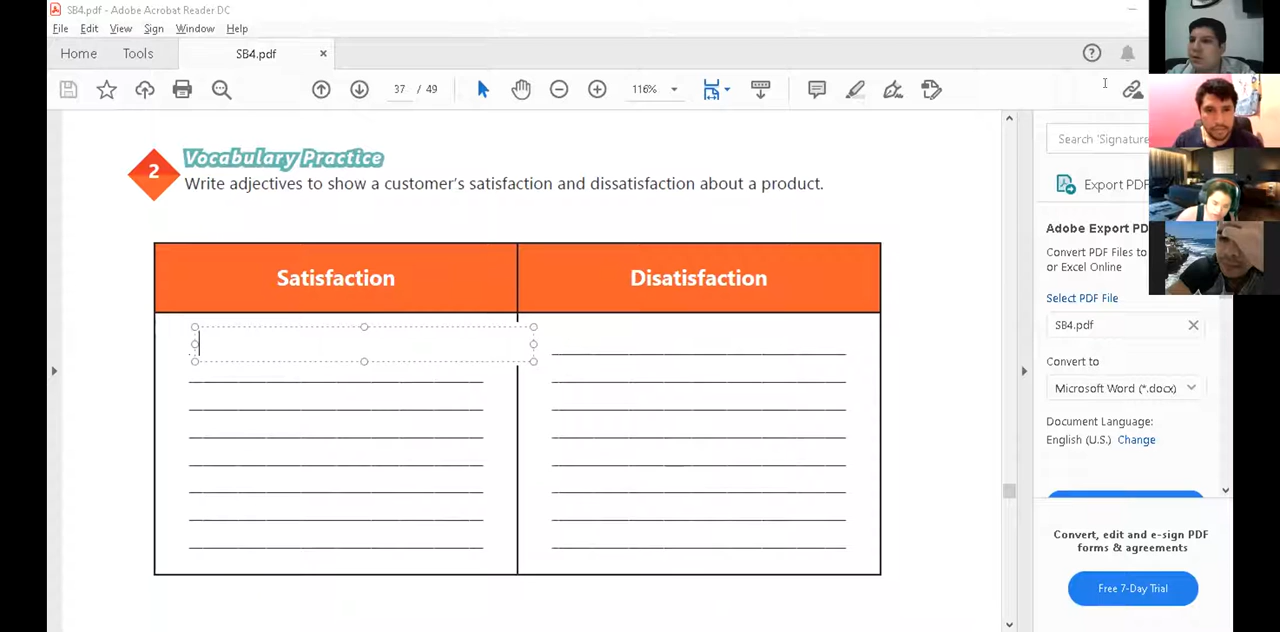 SB4.pdf - Adobe Acrobat Reader DC
File Edit View Sign Window Help
Home Tools SB4.pdf
37 / 49 116%
Search 'Signature
2 Vocabulary Practice
Write adjectives to show a customer's satisfaction and dissatisfaction about a product.
Satisfaction Disatisfaction
Export PDF
Adobe Export PD
Convert PDF Files to
or Excel Online
Select PDF File
SB4.pdf
Convert to
Microsoft Word (*.docx)
Document Language:
English (U.S.) Change
Convert, edit and e-sign PDF
forms & agreements
Free 7-Day Trial